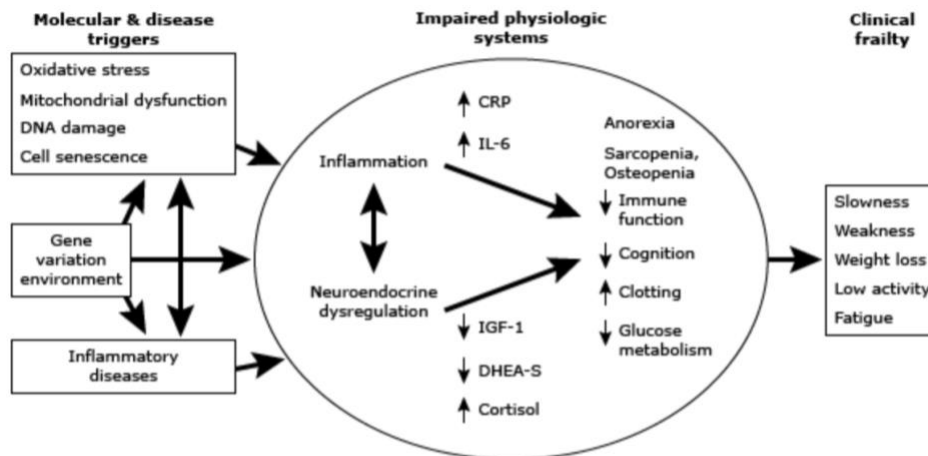 Molecular & disease
triggers
Impaired physiologic
systems
Clinical
frailty
Oxidative stress
Mitochondrial dysfunction
DNA damage
Cell senescence
Gene
variation
environment
Inflammatory
diseases
CRP
IL-6
Inflammation
Neuroendocrine
dysregulation
IGF-1
DHEA-S
Cortisol
Anorexia
Sarcopenia,
Osteopenia
Immune
function
Cognition
Clotting
Glucose
metabolism
Slowness
Weakness
Weight loss
Low activity
Fatigue